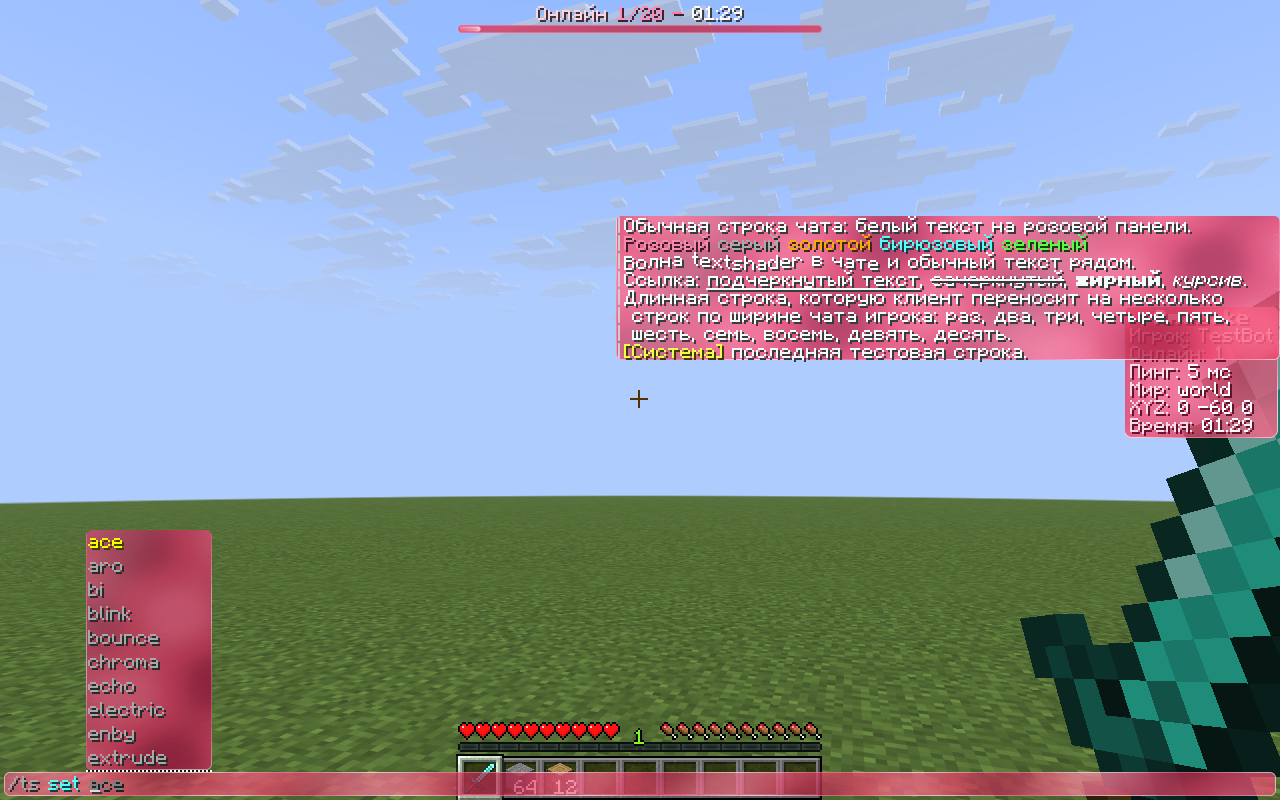 Онлайн 1/20 - 01:29
Обычная строка чата: белый текст на розовой панели.
Розовый серый золотой бирюзовый зеленый
Волна textshader в чате и обычный текст рядом.
Ссылка: подчеркнутый текст, зачеркнутый, жирный, курсив.
Длинная строка, которую клиент переносит на несколько
строк по ширине чата игрока: раз, два, три, четыре, пять,
шесть, семь, восемь, девять, десять.
[Система] последняя тестовая строка.
Игрок: TestBot
Онлайн: 1
Пинг: 5 мс
Мир: world
XYZ: 0 -60 0
Время: 01:29
ace
aro
bi
blink
bounce
chroma
echo
electric
enby
extrude
1
64 12
/ts set ace